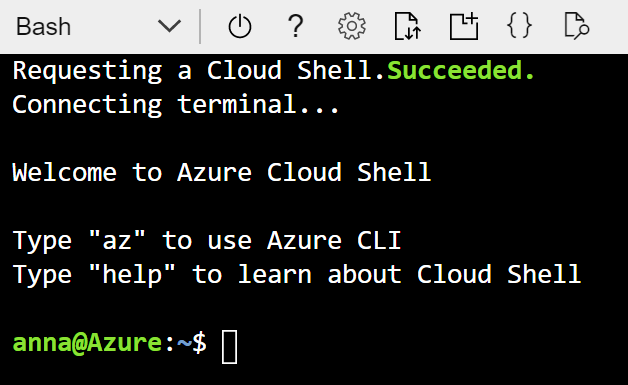 Bash
Requesting a Cloud Shell.Succeeded.
Connecting terminal...
Welcome to Azure Cloud Shell
Type "az" to use Azure CLI
Type "help" to learn about Cloud Shell
anna@Azure:~$